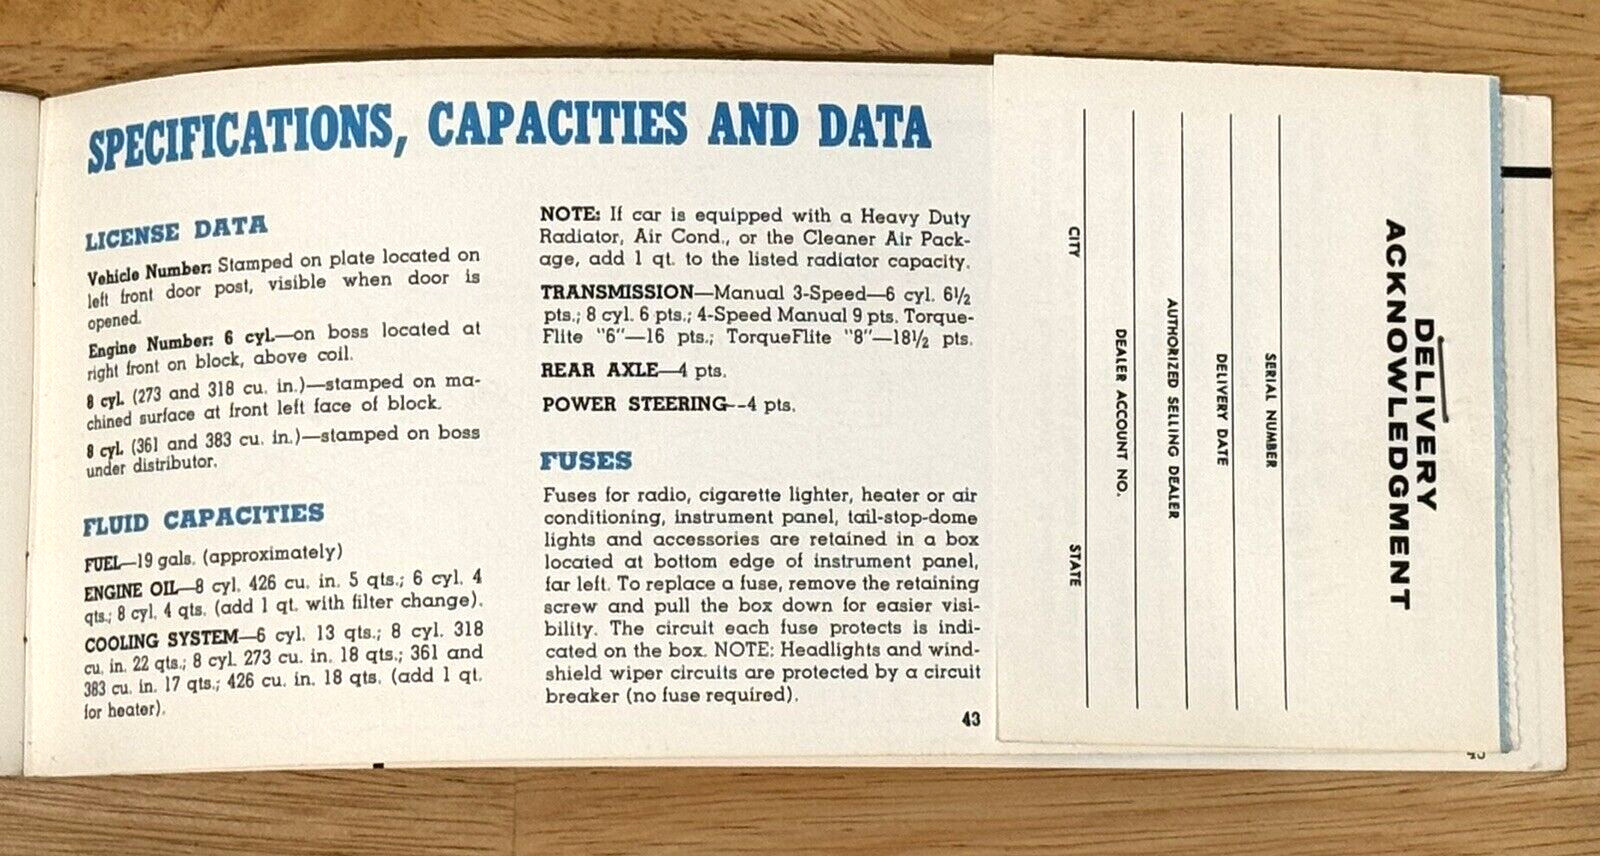 SPECIFICATIONS, CAPACITIES AND DATA
LICENSE DATA
Vehicle Number: Stamped on plate located on
left front door post, visible when door is
opened.
Engine Number: 6 cyl.—on boss located at
right front on block, above coil.
8 cyl. (273 and 318 cu. in.)—stamped on ma-
chined surface at front left face of block.
8 cyl. (361 and 383 cu. in.)—stamped on boss
under distributor.
FLUID CAPACITIES
FUEL—19 gals. (approximately)
ENGINE OIL—8 cyl. 426 cu. in. 5 qts.; 6 cyl. 4
qts.; 8 cyl. 4 qts. (add 1 qt. with filter change).
COOLING SYSTEM—6 cyl. 13 qts.; 8 cyl. 318
cu. in. 22 qts.; 8 cyl. 273 cu. in. 18 qts.; 361 and
383 cu. in. 17 qts.; 426 cu. in. 18 qts. (add 1 qt.
for heater).
NOTE: If car is equipped with a Heavy Duty
Radiator, Air Cond., or the Cleaner Air Pack-
age, add 1 qt. to the listed radiator capacity.
TRANSMISSION—Manual 3-Speed—6 cyl. 6½
pts.; 8 cyl. 6 pts.; 4-Speed Manual 9 pts. Torque-
Flite "6"—16 pts.; TorqueFlite "8"—18½ pts.
REAR AXLE—4 pts.
POWER STEERING--4 pts.
FUSES
Fuses for radio, cigarette lighter, heater or air
conditioning, instrument panel, tail-stop-dome
lights and accessories are retained in a box
located at bottom edge of instrument panel,
far left. To replace a fuse, remove the retaining
screw and pull the box down for easier visi-
bility. The circuit each fuse protects is indi-
cated on the box. NOTE: Headlights and wind-
shield wiper circuits are protected by a circuit
breaker (no fuse required).
43
DELIVERY
ACKNOWLEDGMENT
SERIAL NUMBER
DELIVERY DATE
AUTHORIZED SELLING DEALER
DEALER ACCOUNT NO.
CITY STATE